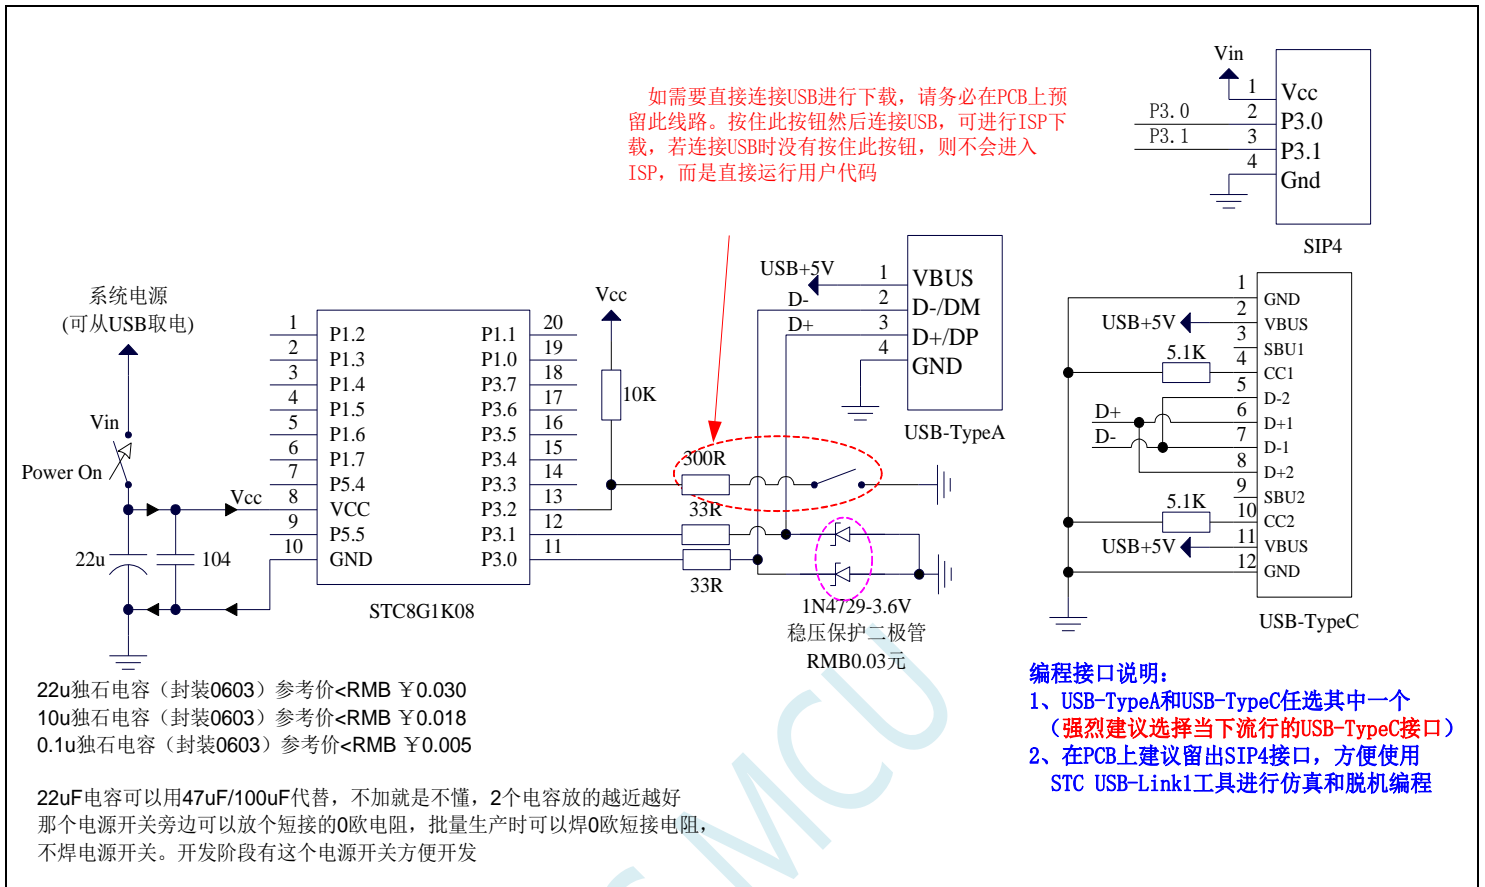 如需要直接连接USB进行下载，请务必在PCB上预
留此线路。按住此按钮然后连接USB，可进行ISP下
载，若连接USB时没有按住此按钮，则不会进入
ISP，而是直接运行用户代码
Vin
1 Vcc
P3.0 2 P3.0
P3.1 3 P3.1
4 Gnd
SIP4
系统电源
(可从USB取电)
Vin
Power On
Vcc
22u
104
1 P1.2
2 P1.3
3 P1.4
4 P1.5
5 P1.6
6 P1.7
7 P5.4
8 VCC
9 P5.5
10 GND
P1.1 20
P1.0 19
P3.7 18
P3.6 17
P3.5 16
P3.4 15
P3.3 14
P3.2 13
P3.1 12
P3.0 11
STC8G1K08
Vcc
10K
300R
33R
33R
USB+5V 1 VBUS
D- 2 D-/DM
D+ 3 D+/DP
4 GND
USB-TypeA
1N4729-3.6V
稳压保护二极管
RMB0.03元
1 GND
USB+5V 2 VBUS
3 SBU1
5.1K 4 CC1
5 D-2
D+ 6 D+1
D- 7 D-1
8 D+2
9 SBU2
5.1K 10 CC2
USB+5V 11 VBUS
12 GND
USB-TypeC
22u独石电容（封装0603）参考价<RMB ￥0.030
10u独石电容（封装0603）参考价<RMB ￥0.018
0.1u独石电容（封装0603）参考价<RMB ￥0.005
22uF电容可以用47uF/100uF代替，不加就是不懂，2个电容放的越近越好
那个电源开关旁边可以放个短接的0欧电阻，批量生产时可以焊0欧短接电阻，
不焊电源开关。开发阶段有这个电源开关方便开发
编程接口说明：
1、USB-TypeA和USB-TypeC任选其中一个
（强烈建议选择当下流行的USB-TypeC接口）
2、在PCB上建议留出SIP4接口，方便使用
STC USB-Link1工具进行仿真和脱机编程
MCU